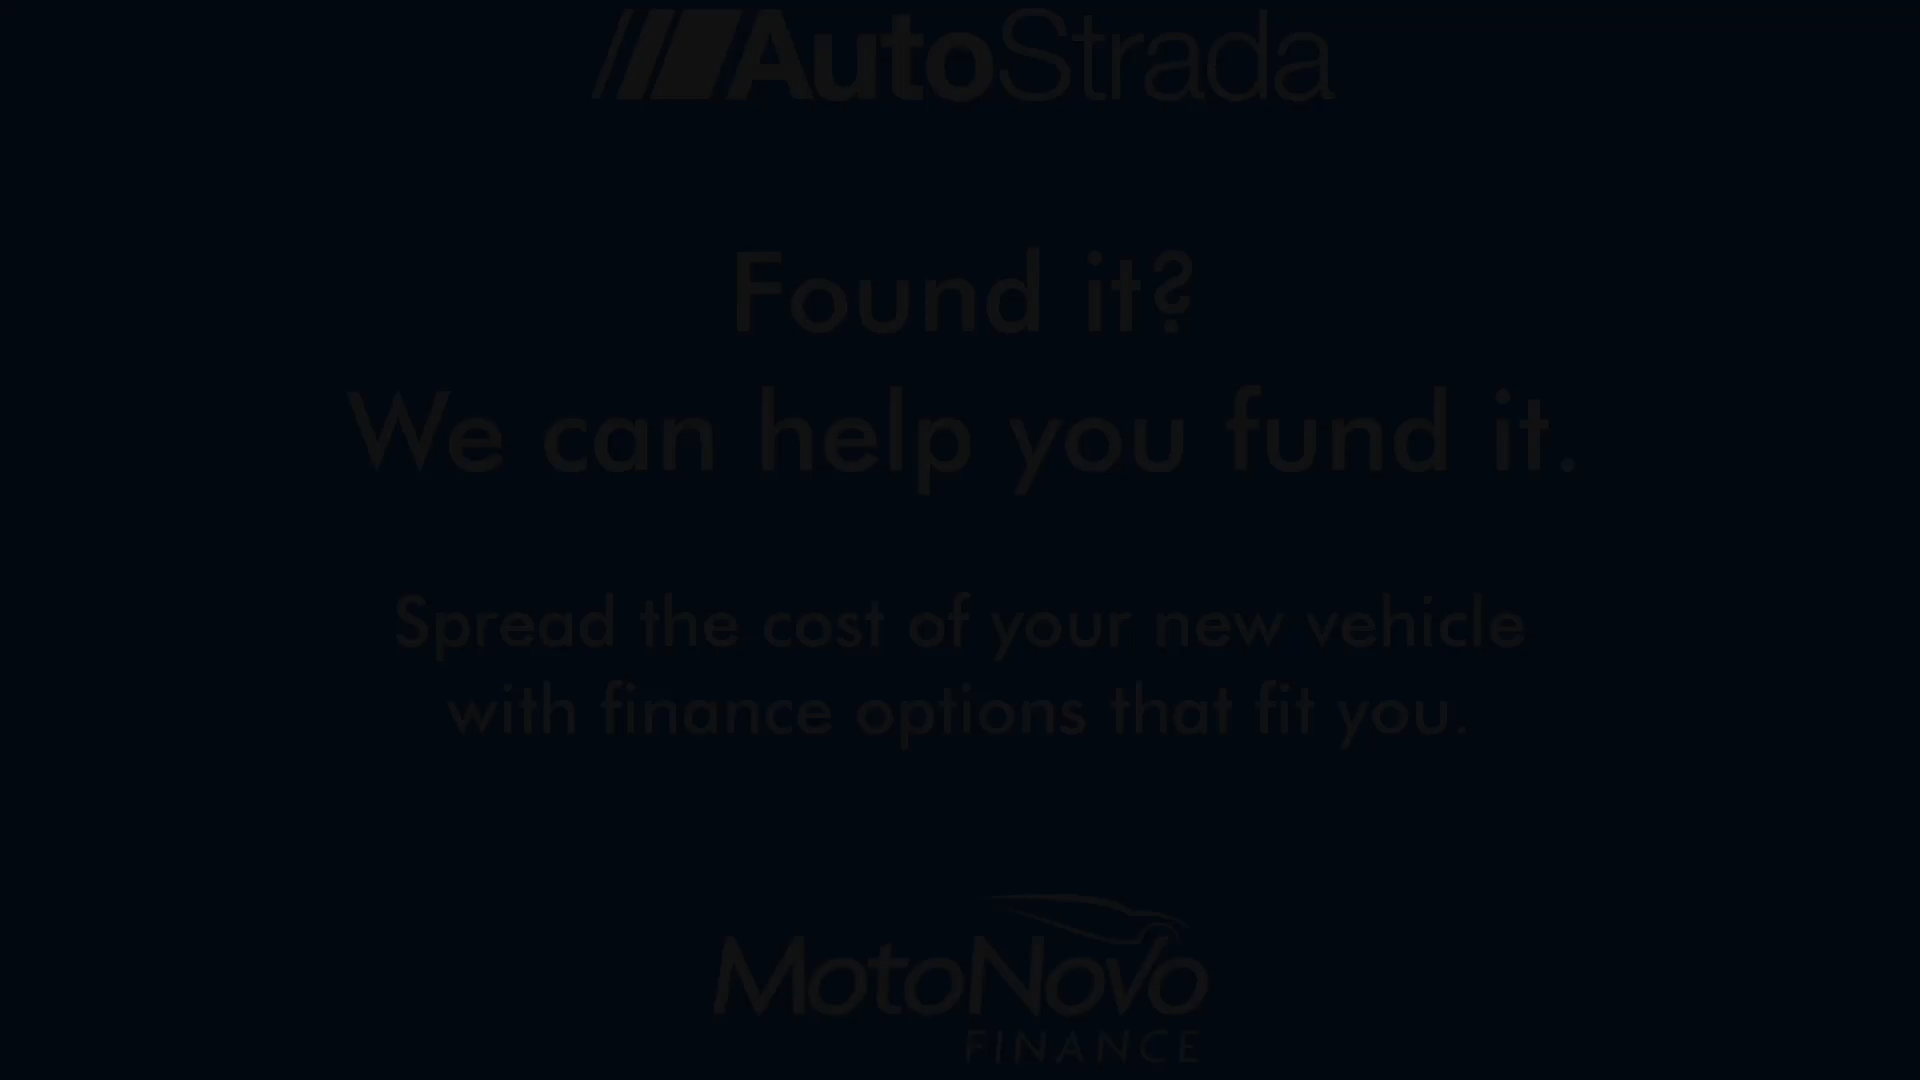 AutoStrada
Found it?
We can help you fund it.
Spread the cost of your new vehicle
with finance options that fit you.
MotoNovo
FINANCE